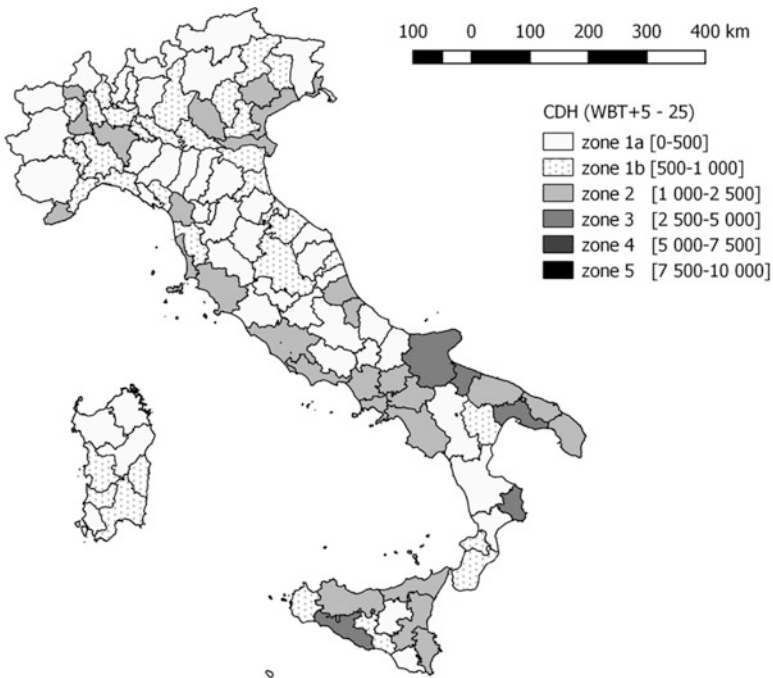 100 0 100 200 300 400 km
CDH (WBT+5 - 25)
zone 1a [0-500]
zone 1b [500-1 000]
zone 2 [1 000-2 500]
zone 3 [2 500-5 000]
zone 4 [5 000-7 500]
zone 5 [7 500-10 000]